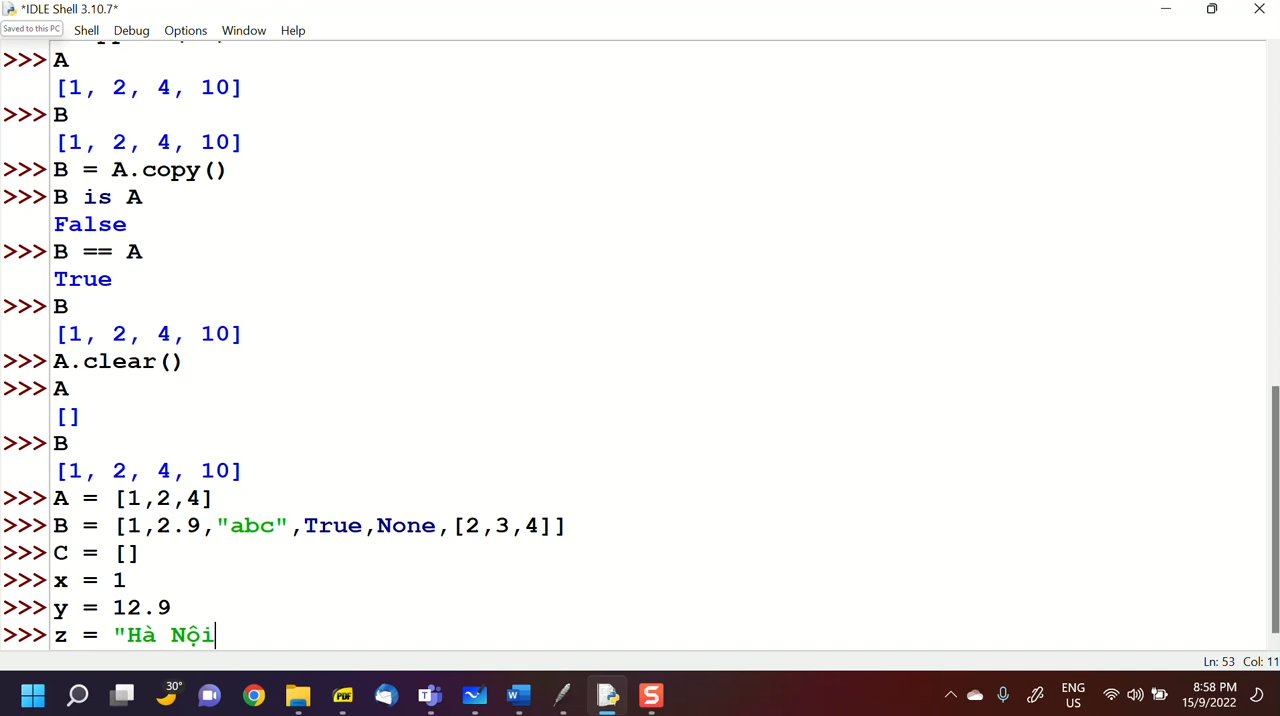 *IDLE Shell 3.10.7*
Saved to this PC
Shell Debug Options Window Help
>>> A
[1, 2, 4, 10]
>>> B
[1, 2, 4, 10]
>>> B = A.copy()
>>> B is A
False
>>> B == A
True
>>> B
[1, 2, 4, 10]
>>> A.clear()
>>> A
[]
>>> B
[1, 2, 4, 10]
>>> A = [1,2,4]
>>> B = [1,2.9,"abc",True,None,[2,3,4]]
>>> C = []
>>> x = 1
>>> y = 12.9
>>> z = "Hà Nội
Ln: 53 Col: 11
30°
PDF
ENG
US
8:58 PM
15/9/2022